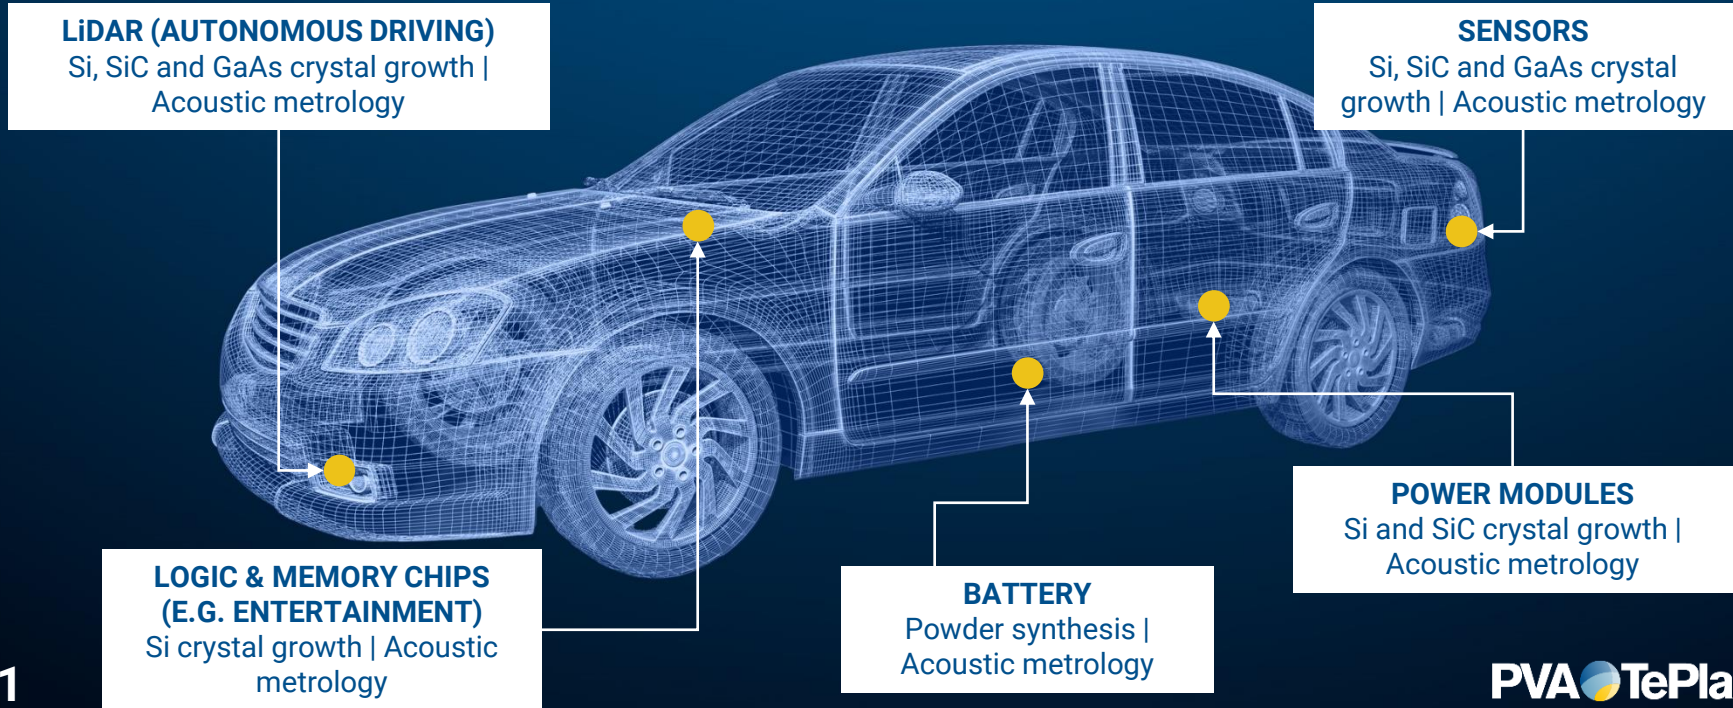 LiDAR (AUTONOMOUS DRIVING)
Si, SiC and GaAs crystal growth |
Acoustic metrology
SENSORS
Si, SiC and GaAs crystal
growth | Acoustic metrology
LOGIC & MEMORY CHIPS
(E.G. ENTERTAINMENT)
Si crystal growth | Acoustic
metrology
BATTERY
Powder synthesis |
Acoustic metrology
POWER MODULES
Si and SiC crystal growth |
Acoustic metrology
1
PVA TePla